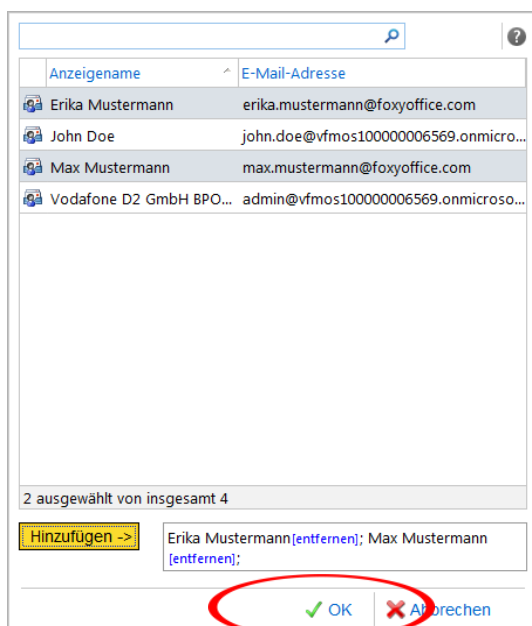 Anzeigename E-Mail-Adresse
Erika Mustermann erika.mustermann@foxyoffice.com
John Doe john.doe@vfmos100000006569.onmicro...
Max Mustermann max.mustermann@foxyoffice.com
Vodafone D2 GmbH BPO... admin@vfmos100000006569.onmicroso...
2 ausgewählt von insgesamt 4
Hinzufügen -> Erika Mustermann[entfernen]; Max Mustermann
[entfernen];
OK Abbrechen